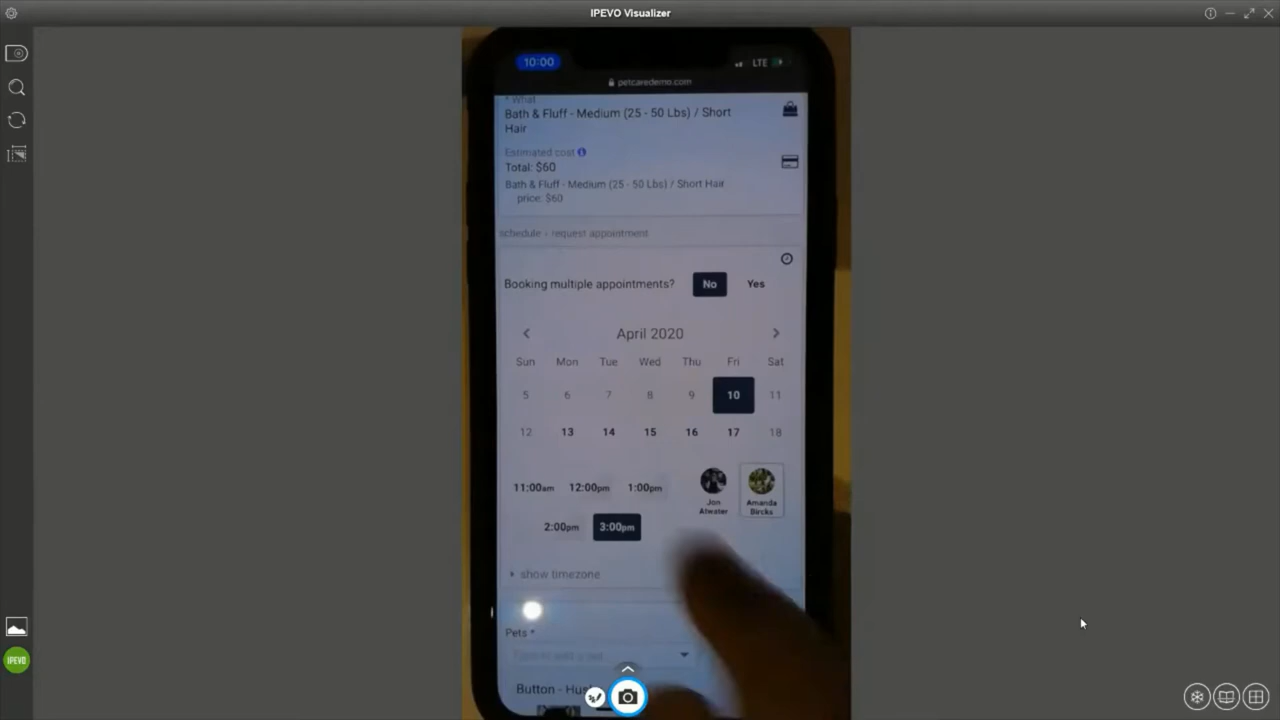 IPEVO Visualizer
10:00
LTE
petcaredemo.com
* What
Bath & Fluff - Medium (25 - 50 Lbs) / Short
Hair
Estimated cost
Total: $60
Bath & Fluff - Medium (25 - 50 Lbs) / Short Hair
price: $60
schedule - request appointment
Booking multiple appointments? No Yes
April 2020
Sun Mon Tue Wed Thu Fri Sat
5 6 7 8 9 10 11
12 13 14 15 16 17 18
11:00am 12:00pm 1:00pm
Jon
Atwater
Amanda
Bircks
2:00pm 3:00pm
show timezone
Pets *
Button -
IPEVO